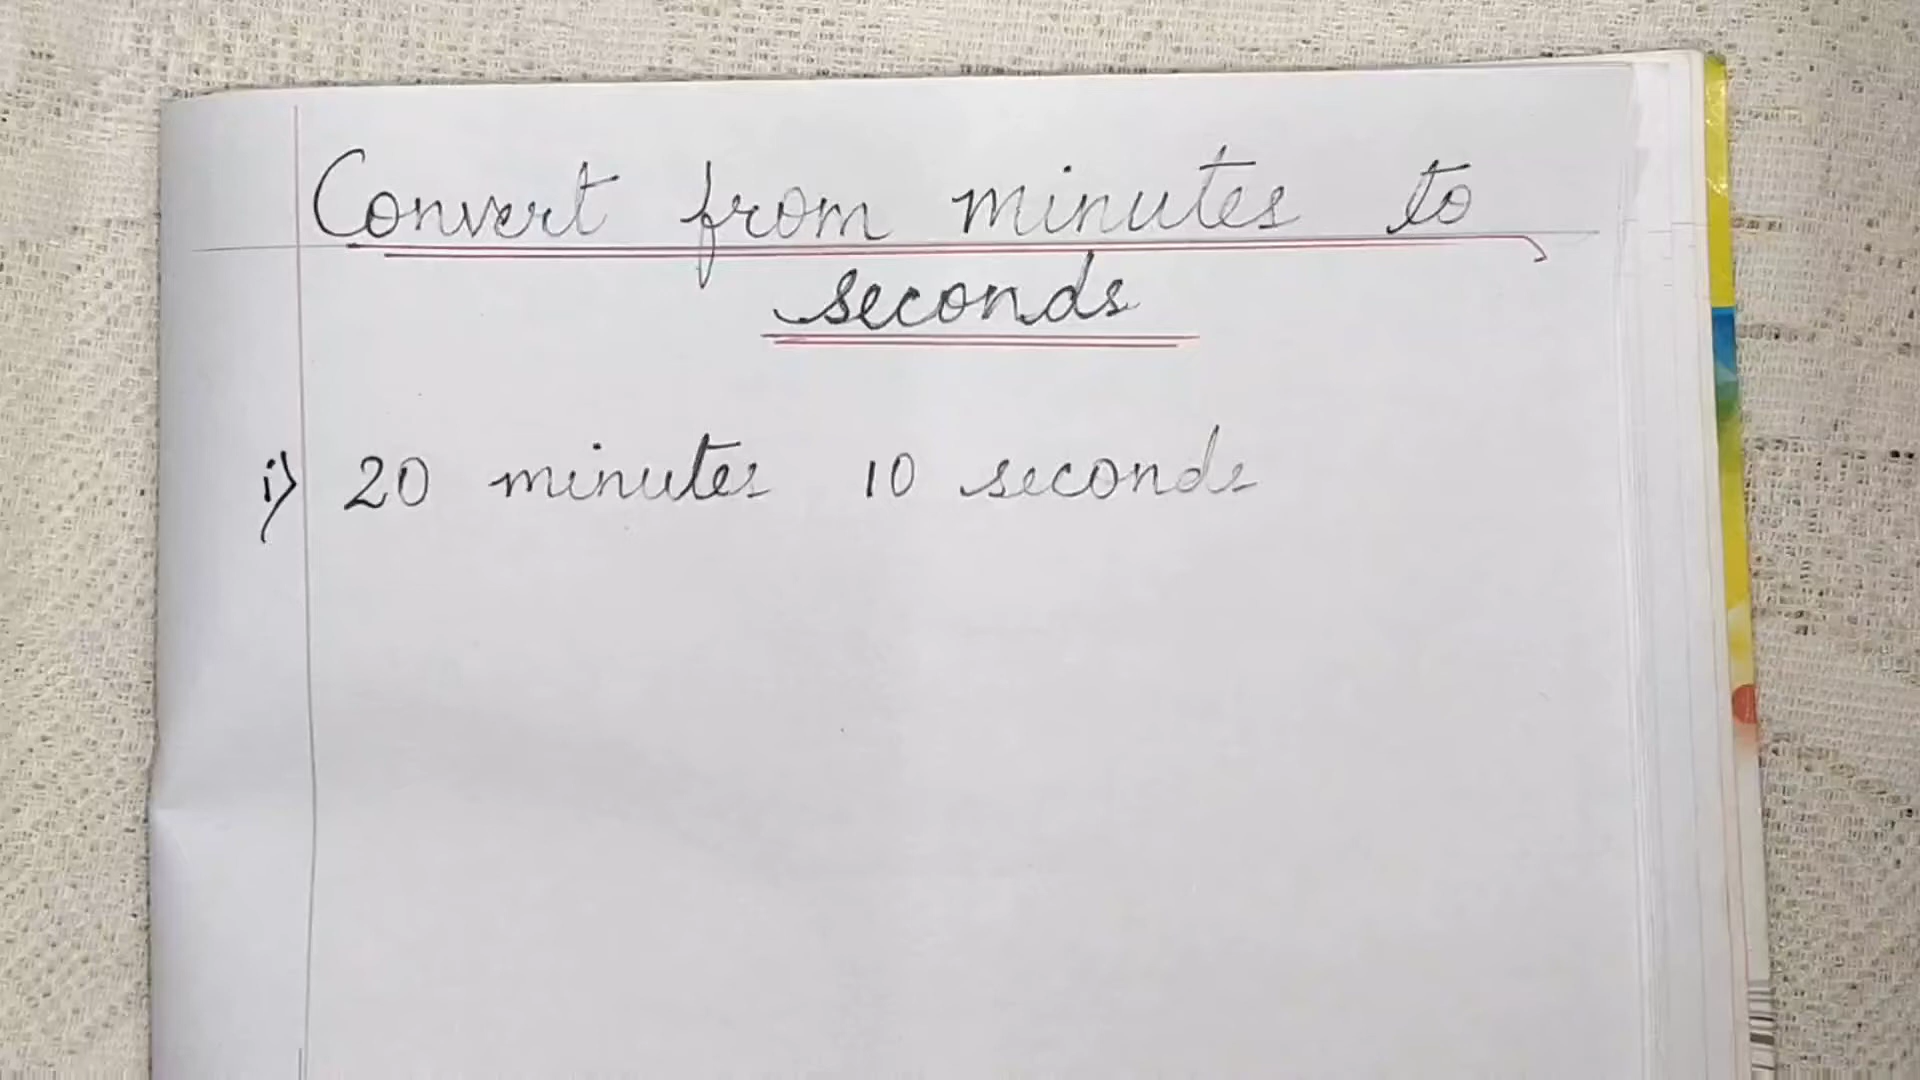 Convert from minutes to
seconds
i) 20 minutes 10 seconds